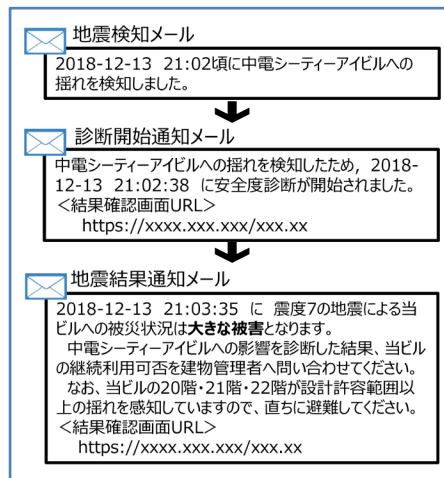 地震検知メール
2018-12-13 21:02頃に中電シーティーアイビルへの
揺れを検知しました。
診断開始通知メール
中電シーティーアイビルへの揺れを検知したため, 2018-
12-13 21:02:38 に安全度診断が開始されました。
＜結果確認画面URL＞
https://xxxx.xxx.xxx/xxx.xx
地震結果通知メール
2018-12-13 21:03:35 に 震度7の地震による当
ビルへの被災状況は大きな被害となります。
中電シーティーアイビルへの影響を診断した結果、当ビル
の継続利用可否を建物管理者へ問い合わせてください。
なお、当ビルの20階・21階・22階が設計許容範囲以
上の揺れを感知していますので、直ちに避難してください。
＜結果確認画面URL＞
https://xxxx.xxx.xxx/xxx.xx